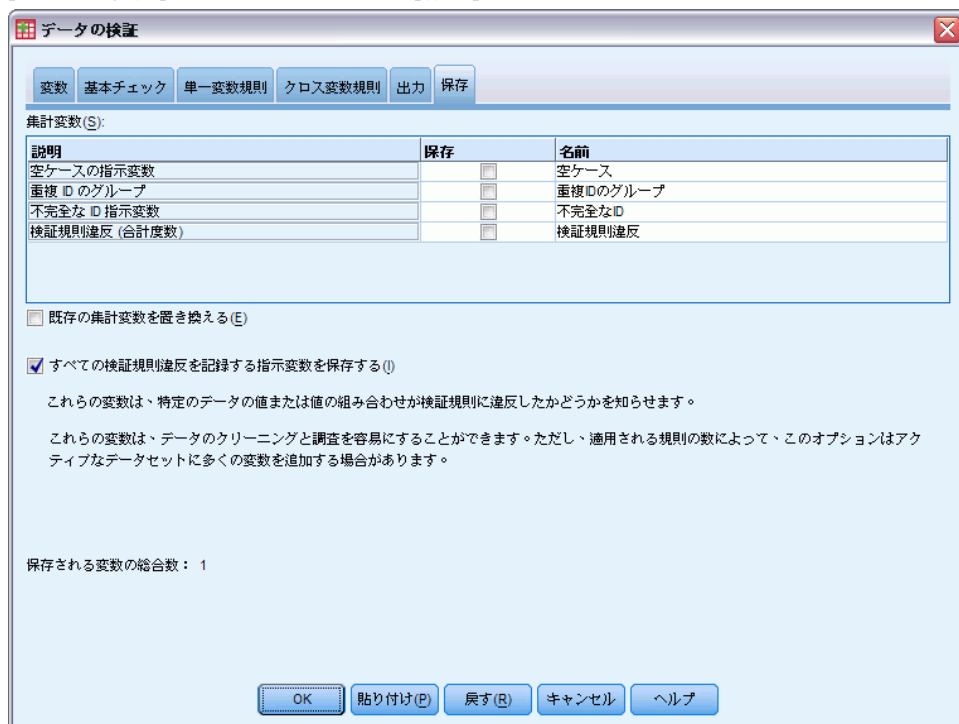 データの検証
変数 基本チェック 単一変数規則 クロス変数規則 出力 保存
集計変数(S):
説明 保存 名前
空ケースの指示変数 空ケース
重複 ID のグループ 重複IDのグループ
不完全な ID 指示変数 不完全なID
検証規則違反 (合計度数) 検証規則違反
既存の集計変数を置き換える(E)
すべての検証規則違反を記録する指示変数を保存する(I)
これらの変数は、特定のデータの値または値の組み合わせが検証規則に違反したかどうかを知らせます。
これらの変数は、データのクリーニングと調査を容易にすることができます。ただし、適用される規則の数によって、このオプションはアク
ティブなデータセットに多くの変数を追加する場合があります。
保存される変数の総合数: 1
OK 貼り付け(P) 戻す(R) キャンセル ヘルプ